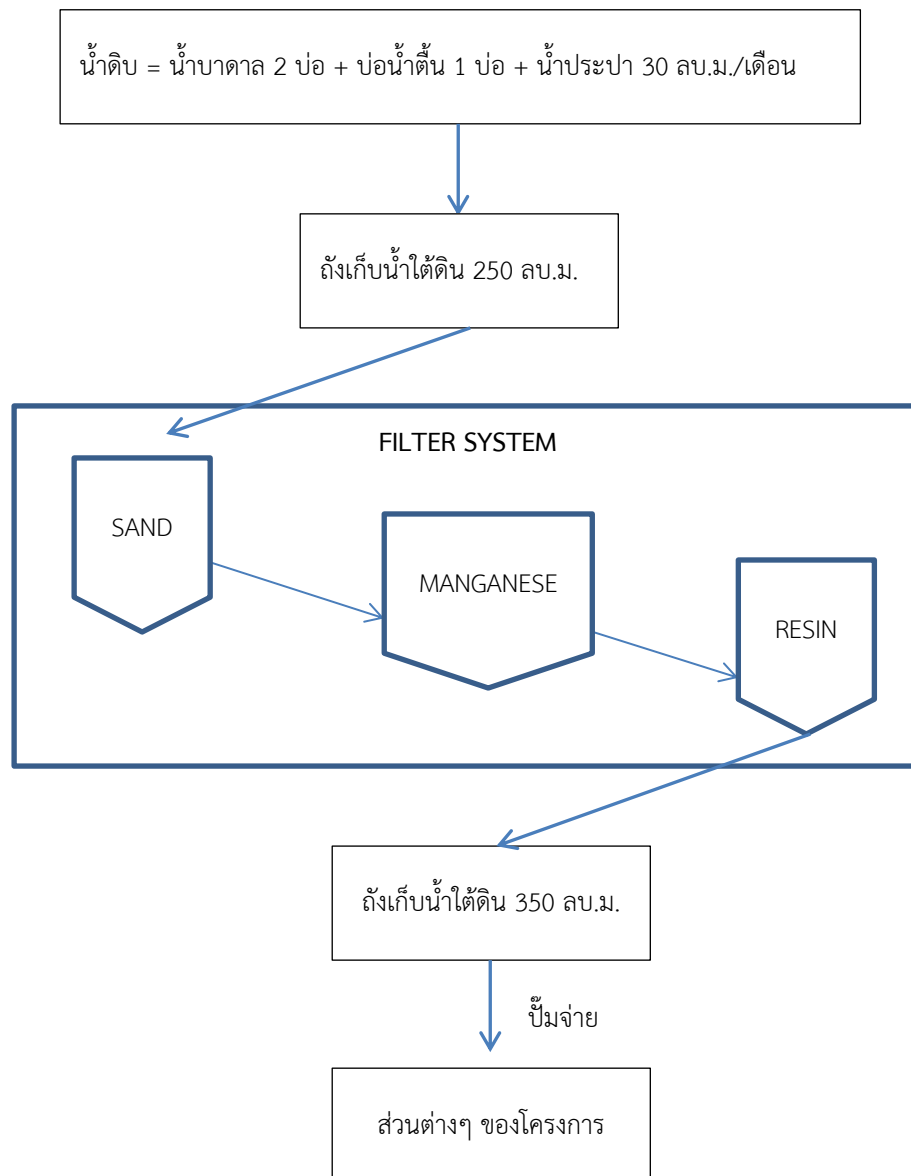 น้ำดิบ = น้ำบาดาล 2 บ่อ + บ่อน้ำตื้น 1 บ่อ + น้ำประปา 30 ลบ.ม./เดือน
ถังเก็บน้ำใต้ดิน 250 ลบ.ม.
FILTER SYSTEM
SAND
MANGANESE
RESIN
ถังเก็บน้ำใต้ดิน 350 ลบ.ม.
ปั๊มจ่าย
ส่วนต่างๆ ของโครงการ